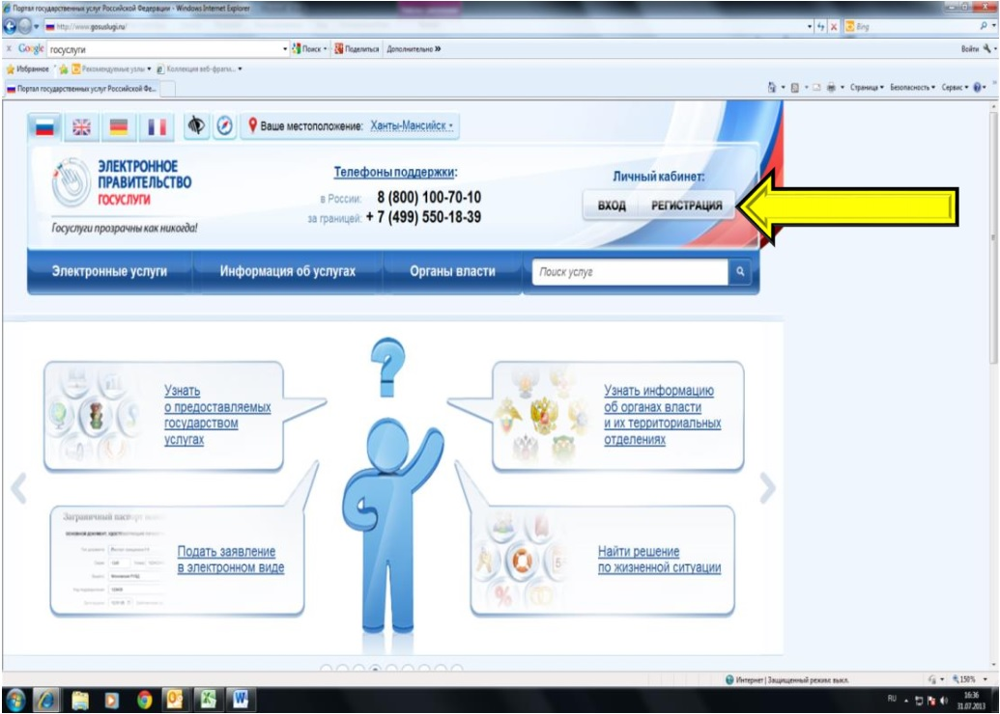 Портал государственных услуг Российской Федерации - Windows Internet Explorer
http://www.gosuslugi.ru/
Bing
Google
госуслуги
Поиск
Поделиться
Дополнительно »
Войти
Избранное
Рекомендуемые узлы
Коллекция веб-фрагм...
Портал государственных услуг Российской Фе...
Страница
Безопасность
Сервис
Ваше местоположение: Ханты-Мансийск
ЭЛЕКТРОННОЕ
ПРАВИТЕЛЬСТВО
ГОСУСЛУГИ
Госуслуги прозрачны как никогда!
Телефоны поддержки:
в России: 8 (800) 100-70-10
за границей: + 7 (499) 550-18-39
Личный кабинет:
ВХОД РЕГИСТРАЦИЯ
Электронные услуги
Информация об услугах
Органы власти
Поиск услуг
Узнать
о предоставляемых
государством
услугах
Узнать информацию
об органах власти
и их территориальных
отделениях
Заграничный паспорт
Подать заявление
в электронном виде
Найти решение
по жизненной ситуации
Интернет | Защищенный режим: выкл.
150%
RU
16:36
31.07.2013